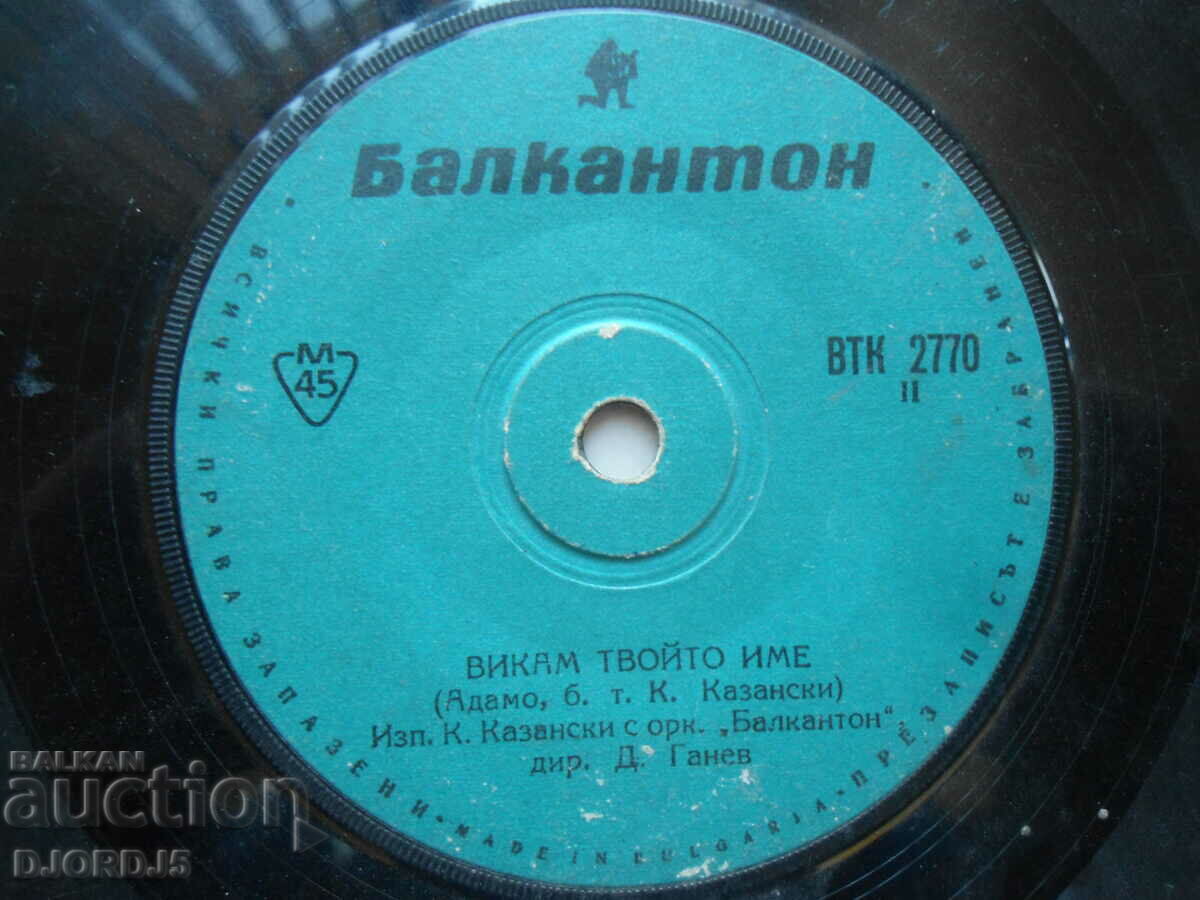 Балкантон
М
45
ВТК 2770
II
ВИКАМ ТВОЙТО ИМЕ
(Адамо, б. т. К. Казански)
Изп. К. Казански с орк. „Балкантон“
дир. Д. Ганев
• ВСИЧКИ ПРАВА ЗАПАЗЕНИ • MADE IN BULGARJA • ПРЕЗАПИСЪТ Е ЗАБРАНЕН •
BALKAN
auction
DJORDJ5